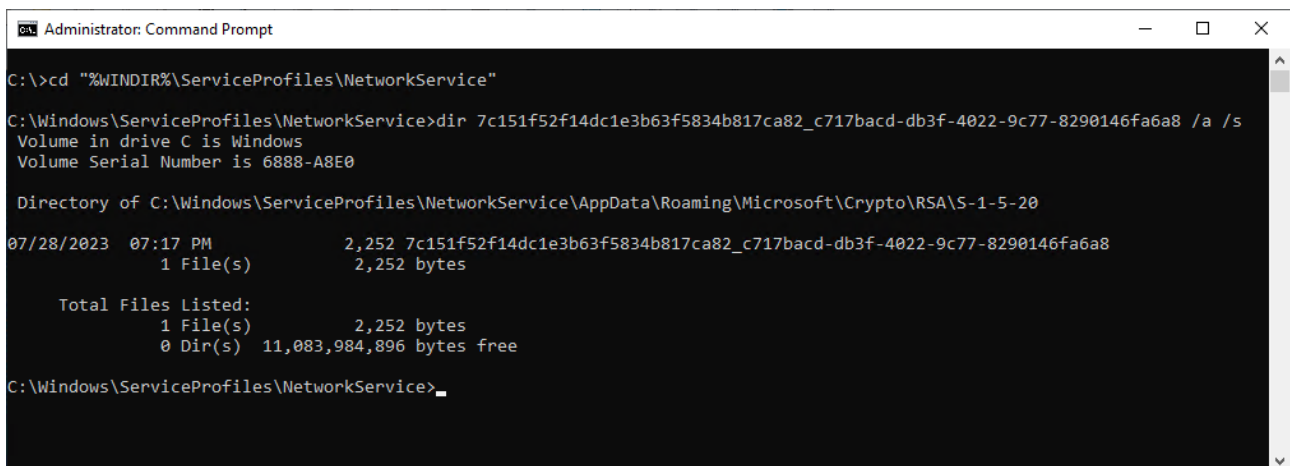 Administrator: Command Prompt
C:\>cd "%WINDIR%\ServiceProfiles\NetworkService"
C:\Windows\ServiceProfiles\NetworkService>dir 7c151f52f14dc1e3b63f5834b817ca82_c717bacd-db3f-4022-9c77-8290146fa6a8 /a /s
Volume in drive C is Windows
Volume Serial Number is 6888-A8E0
Directory of C:\Windows\ServiceProfiles\NetworkService\AppData\Roaming\Microsoft\Crypto\RSA\S-1-5-20
07/28/2023  07:17 PM             2,252 7c151f52f14dc1e3b63f5834b817ca82_c717bacd-db3f-4022-9c77-8290146fa6a8
1 File(s)          2,252 bytes
Total Files Listed:
1 File(s)          2,252 bytes
0 Dir(s)  11,083,984,896 bytes free
C:\Windows\ServiceProfiles\NetworkService>